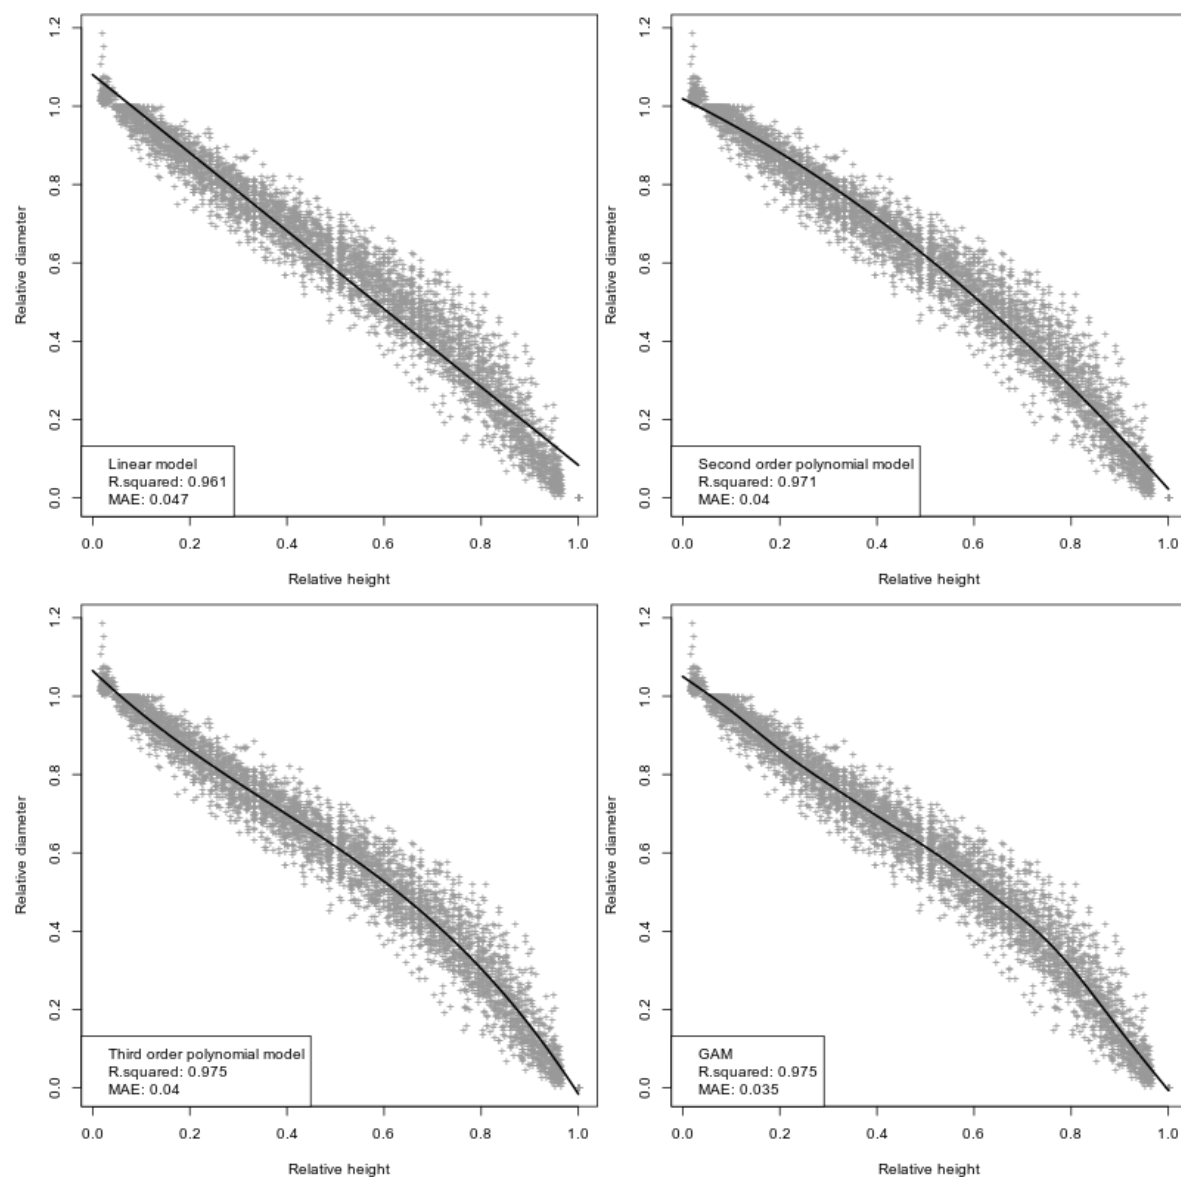 1.2
1.0
0.8
0.6
0.4
0.2
0.0
Relative diameter
Linear model
R.squared: 0.961
MAE: 0.047
0.0 0.2 0.4 0.6 0.8 1.0
Relative height
1.2
1.0
0.8
0.6
0.4
0.2
0.0
Relative diameter
Second order polynomial model
R.squared: 0.971
MAE: 0.04
0.0 0.2 0.4 0.6 0.8 1.0
Relative height
1.2
1.0
0.8
0.6
0.4
0.2
0.0
Relative diameter
Third order polynomial model
R.squared: 0.975
MAE: 0.04
0.0 0.2 0.4 0.6 0.8 1.0
Relative height
1.2
1.0
0.8
0.6
0.4
0.2
0.0
Relative diameter
GAM
R.squared: 0.975
MAE: 0.035
0.0 0.2 0.4 0.6 0.8 1.0
Relative height